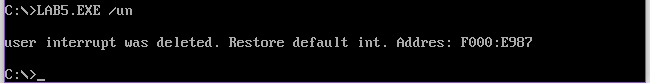 C:\>LAB5.EXE /un
user interrupt was deleted. Restore default int. Addres: F000:E987
C:\>_